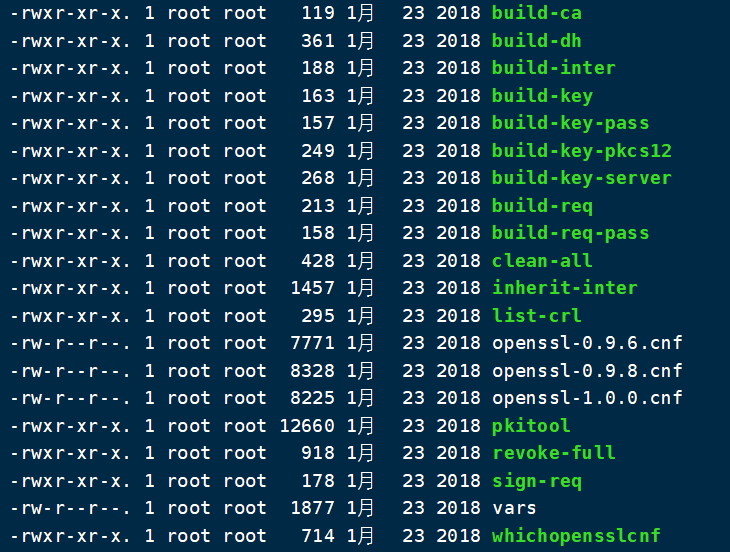 -rwxr-xr-x. 1 root root   119 1月  23 2018 build-ca
-rwxr-xr-x. 1 root root   361 1月  23 2018 build-dh
-rwxr-xr-x. 1 root root   188 1月  23 2018 build-inter
-rwxr-xr-x. 1 root root   163 1月  23 2018 build-key
-rwxr-xr-x. 1 root root   157 1月  23 2018 build-key-pass
-rwxr-xr-x. 1 root root   249 1月  23 2018 build-key-pkcs12
-rwxr-xr-x. 1 root root   268 1月  23 2018 build-key-server
-rwxr-xr-x. 1 root root   213 1月  23 2018 build-req
-rwxr-xr-x. 1 root root   158 1月  23 2018 build-req-pass
-rwxr-xr-x. 1 root root   428 1月  23 2018 clean-all
-rwxr-xr-x. 1 root root  1457 1月  23 2018 inherit-inter
-rwxr-xr-x. 1 root root   295 1月  23 2018 list-crl
-rw-r--r--. 1 root root  7771 1月  23 2018 openssl-0.9.6.cnf
-rw-r--r--. 1 root root  8328 1月  23 2018 openssl-0.9.8.cnf
-rw-r--r--. 1 root root  8225 1月  23 2018 openssl-1.0.0.cnf
-rwxr-xr-x. 1 root root 12660 1月  23 2018 pkitool
-rwxr-xr-x. 1 root root   918 1月  23 2018 revoke-full
-rwxr-xr-x. 1 root root   178 1月  23 2018 sign-req
-rw-r--r--. 1 root root  1877 1月  23 2018 vars
-rwxr-xr-x. 1 root root   714 1月  23 2018 whichopensslcnf